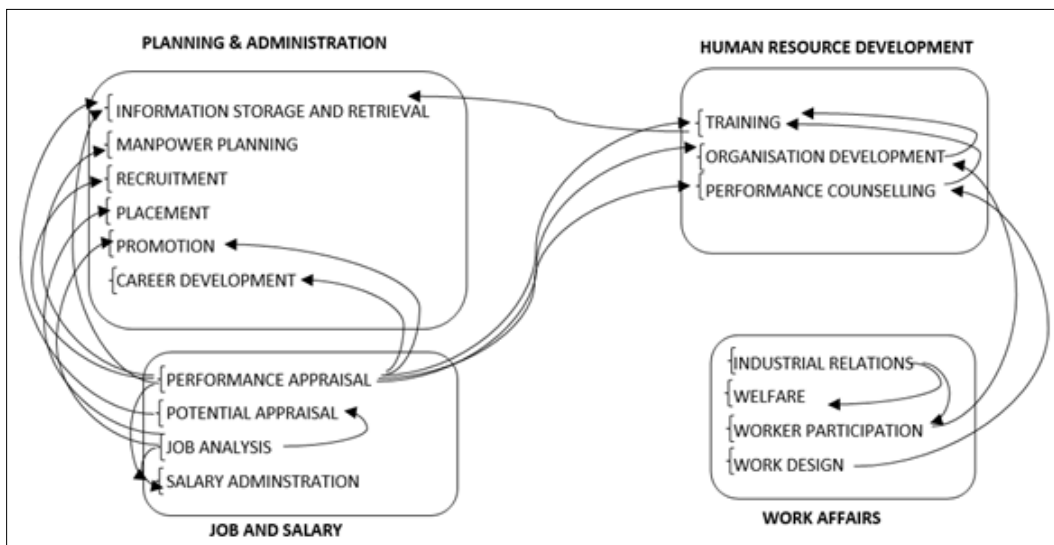 PLANNING & ADMINISTRATION
INFORMATION STORAGE AND RETRIEVAL
MANPOWER PLANNING
RECRUITMENT
PLACEMENT
PROMOTION
CAREER DEVELOPMENT
HUMAN RESOURCE DEVELOPMENT
TRAINING
ORGANISATION DEVELOPMENT
PERFORMANCE COUNSELLING
PERFORMANCE APPRAISAL
POTENTIAL APPRAISAL
JOB ANALYSIS
SALARY ADMINSTRATION
JOB AND SALARY
INDUSTRIAL RELATIONS
WELFARE
WORKER PARTICIPATION
WORK DESIGN
WORK AFFAIRS